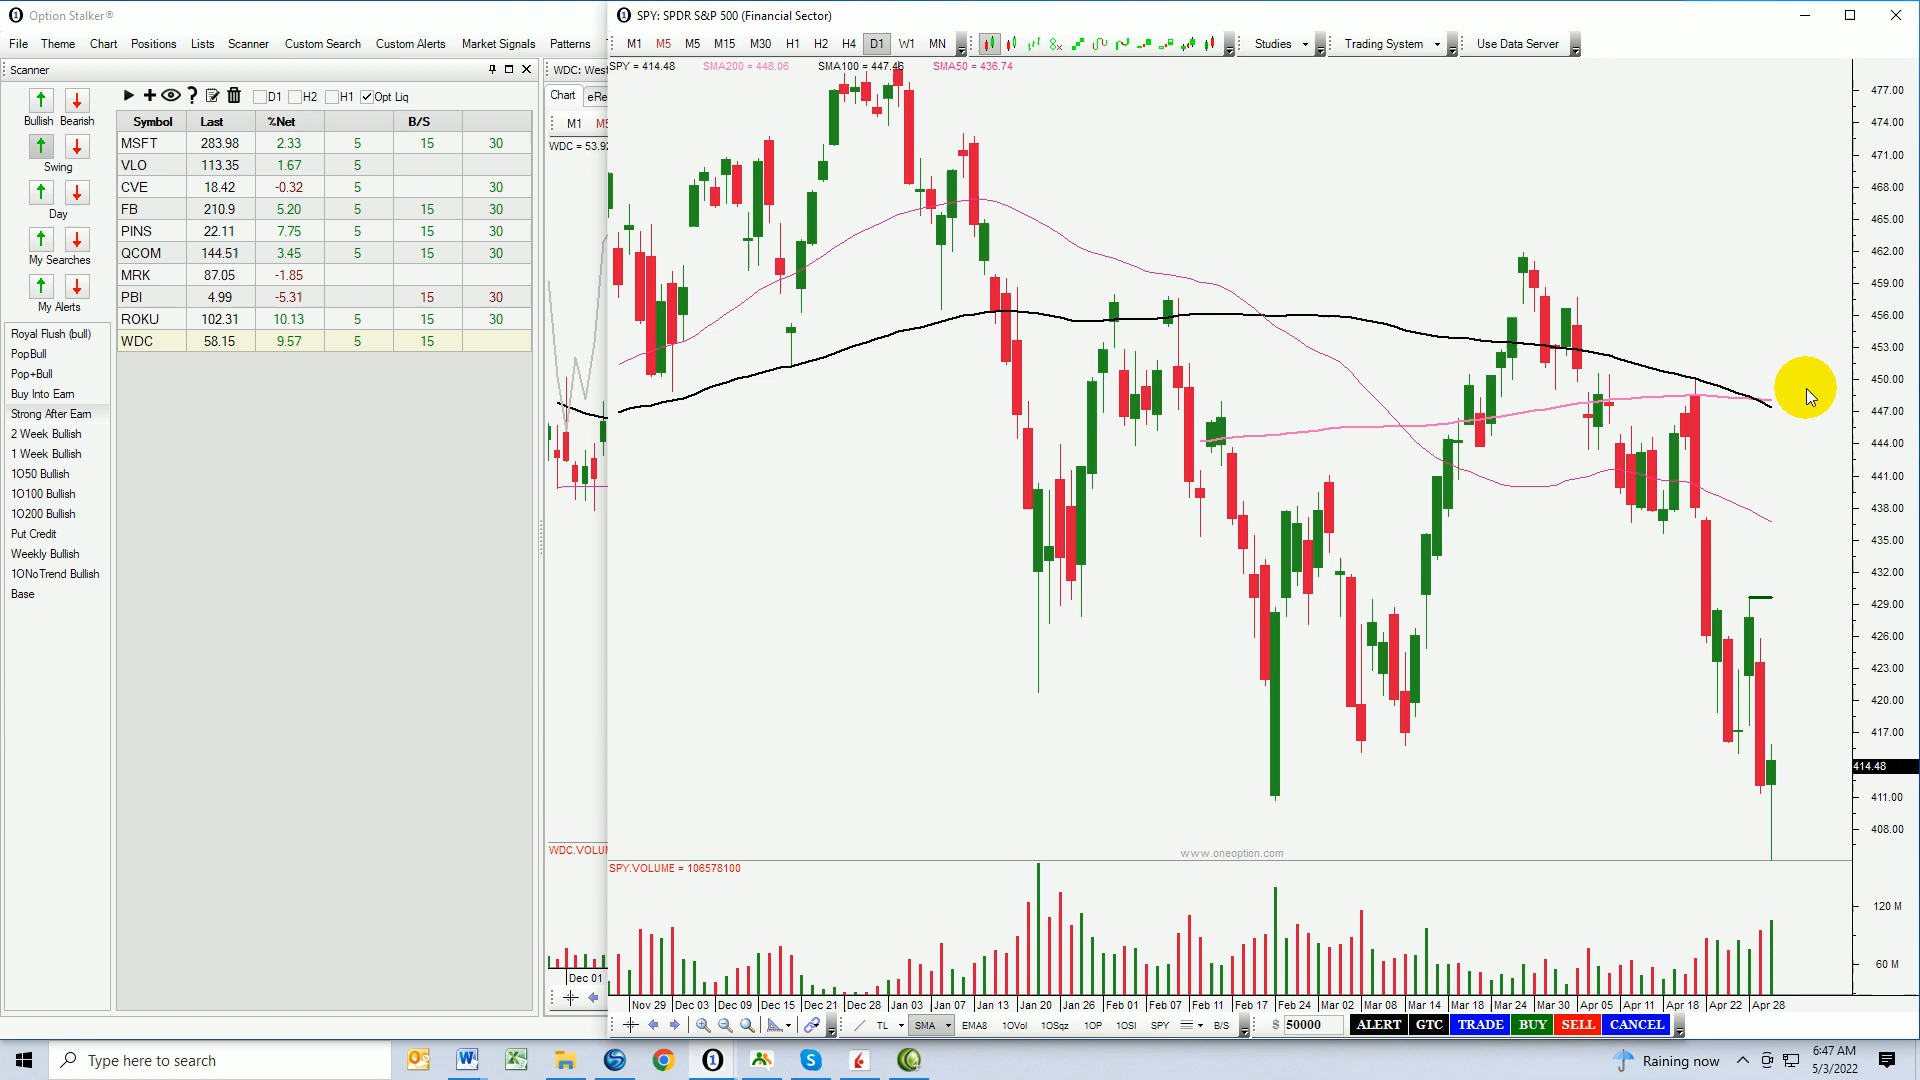 Option Stalker®
File Theme Chart Positions Lists Scanner Custom Search Custom Alerts Market Signals Patterns
Scanner
Bullish Bearish
Swing
Day
My Searches
My Alerts
D1 H2 H1 Opt Liq
Symbol Last %Net B/S
MSFT 283.98 2.33 5 15 30
VLO 113.35 1.67 5
CVE 18.42 -0.32 5 30
FB 210.9 5.20 5 15 30
PINS 22.11 7.75 5 15 30
QCOM 144.51 3.45 5 15 30
MRK 87.05 -1.85
PBI 4.99 -5.31 15 30
ROKU 102.31 10.13 5 15 30
WDC 58.15 9.57 5 15
Royal Flush (bull)
PopBull
Pop+Bull
Buy Into Earn
Strong After Earn
2 Week Bullish
1 Week Bullish
1O50 Bullish
1O100 Bullish
1O200 Bullish
Put Credit
Weekly Bullish
1ONoTrend Bullish
Base
WDC: West
Chart eRe
M1 M5
WDC = 53.92
WDC.VOLUM
Dec 01
SPY: SPDR S&P 500 (Financial Sector)
M1 M5 M5 M15 M30 H1 H2 H4 D1 W1 MN Studies Trading System Use Data Server
SPY = 414.48 SMA200 = 448.06 SMA100 = 447.46 SMA50 = 436.74
477.00
474.00
471.00
468.00
465.00
462.00
459.00
456.00
453.00
450.00
447.00
444.00
441.00
438.00
435.00
432.00
429.00
426.00
423.00
420.00
417.00
414.48
411.00
408.00
www.oneoption.com
SPY.VOLUME = 106578100
120 M
60 M
Nov 29 Dec 03 Dec 09 Dec 15 Dec 21 Dec 28 Jan 03 Jan 07 Jan 13 Jan 20 Jan 26 Feb 01 Feb 07 Feb 11 Feb 17 Feb 24 Mar 02 Mar 08 Mar 14 Mar 18 Mar 24 Mar 30 Apr 05 Apr 11 Apr 18 Apr 22 Apr 28
TL SMA EMA8 1OVol 1OSqz 1OP 1OSI SPY B/S $ 50000 ALERT GTC TRADE BUY SELL CANCEL
Type here to search
Raining now
6:47 AM
5/3/2022